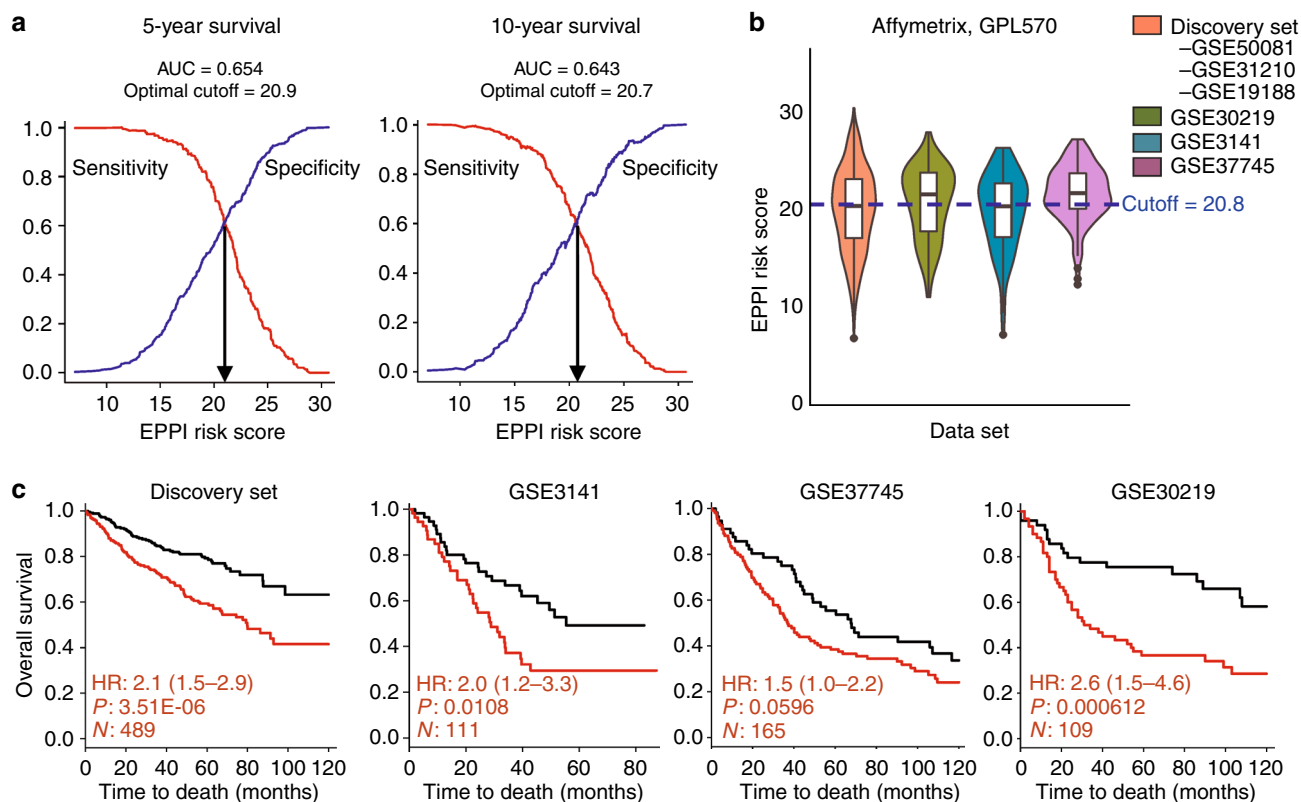 a
5-year survival
AUC = 0.654
Optimal cutoff = 20.9
1.0
0.8
0.6
0.4
0.2
0.0
Sensitivity
Specificity
10
15
20
25
30
EPPI risk score
10-year survival
AUC = 0.643
Optimal cutoff = 20.7
1.0
0.8
0.6
0.4
0.2
0.0
Sensitivity
Specificity
10
15
20
25
30
EPPI risk score
b
Affymetrix, GPL570
EPPI risk score
30
20
10
0
Cutoff = 20.8
Data set
Discovery set
–GSE50081
–GSE31210
–GSE19188
GSE30219
GSE3141
GSE37745
c
Overall survival
Discovery set
1.0
0.8
0.6
0.4
0.2
0.0
HR: 2.1 (1.5–2.9)
P: 3.51E-06
N: 489
0 20 40 60 80 100 120
Time to death (months)
GSE3141
1.0
0.8
0.6
0.4
0.2
0.0
HR: 2.0 (1.2–3.3)
P: 0.0108
N: 111
0 20 40 60 80
Time to death (months)
GSE37745
1.0
0.8
0.6
0.4
0.2
0.0
HR: 1.5 (1.0–2.2)
P: 0.0596
N: 165
0 20 40 60 80 100 120
Time to death (months)
GSE30219
1.0
0.8
0.6
0.4
0.2
0.0
HR: 2.6 (1.5–4.6)
P: 0.000612
N: 109
0 20 40 60 80 100 120
Time to death (months)